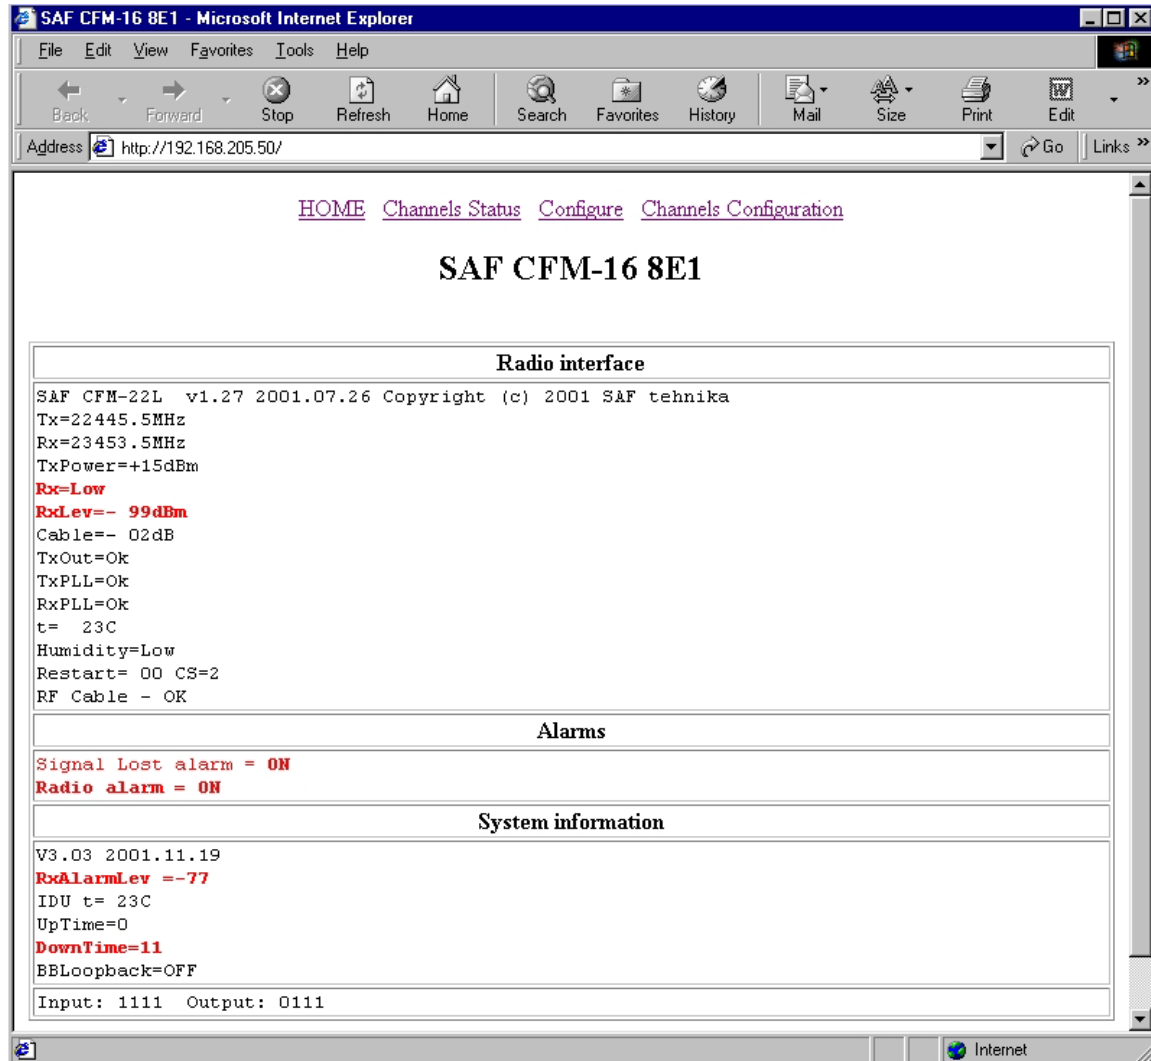 SAF CFM-16 8E1 - Microsoft Internet Explorer
File Edit View Favorites Tools Help
Back Forward Stop Refresh Home Search Favorites History Mail Size Print Edit »
Address http://192.168.205.50/ Go Links »
HOME Channels Status Configure Channels Configuration
SAF CFM-16 8E1
Radio interface
SAF CFM-22L v1.27 2001.07.26 Copyright (c) 2001 SAF tehnika
Tx=22445.5MHz
Rx=23453.5MHz
TxPower=+15dBm
Rx=Low
RxLev=- 99dBm
Cable=- 02dB
TxOut=Ok
TxPLL=Ok
RxPLL=Ok
t= 23C
Humidity=Low
Restart= 00 CS=2
RF Cable - OK
Alarms
Signal Lost alarm = ON
Radio alarm = ON
System information
V3.03 2001.11.19
RxAlarmLev =-77
IDU t= 23C
UpTime=0
DownTime=11
BBLoopback=OFF
Input: 1111 Output: 0111
Internet